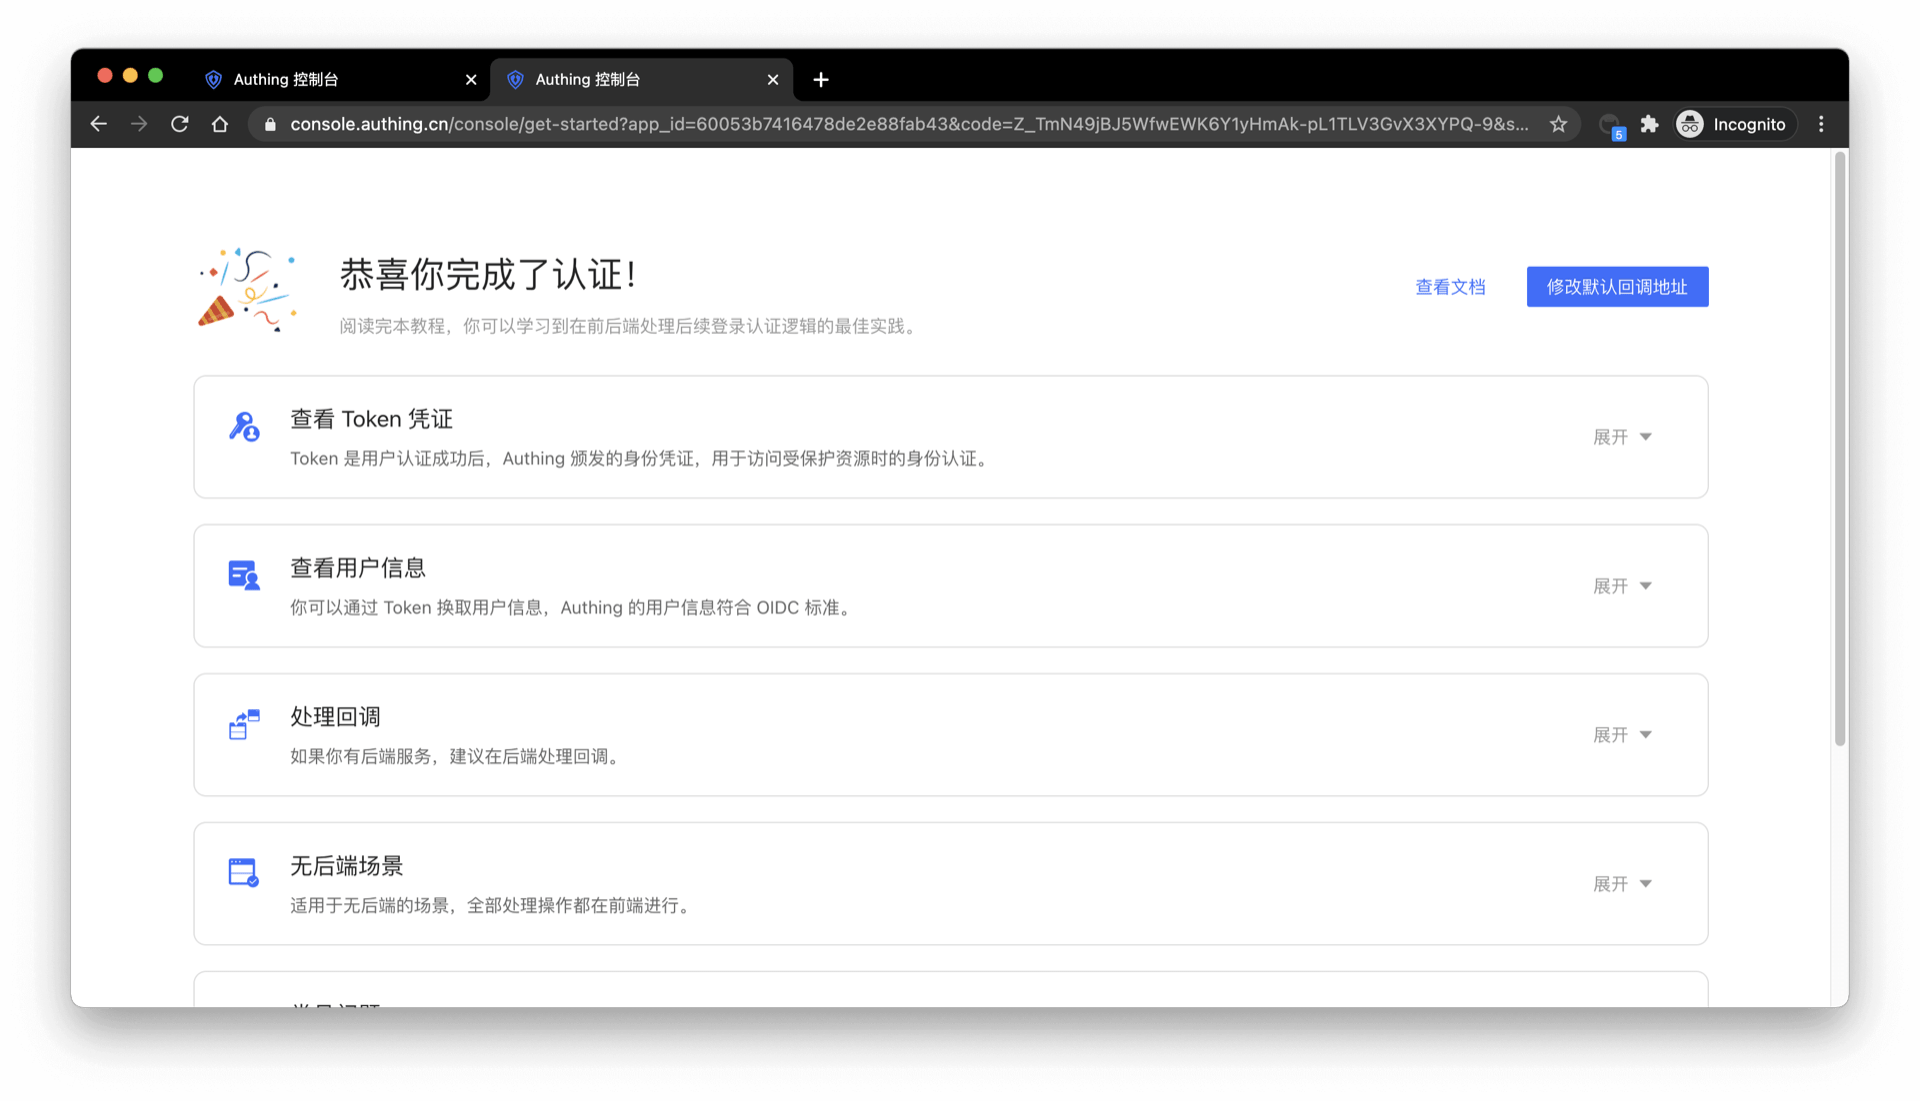 Authing 控制台
Authing 控制台
console.authing.cn/console/get-started?app_id=60053b7416478de2e88fab43&code=Z_TmN49jBJ5WfwEWK6Y1yHmAk-pL1TLV3GvX3XYPQ-9&s...
5
Incognito
恭喜你完成了认证！
阅读完本教程，你可以学习到在前后端处理后续登录认证逻辑的最佳实践。
查看文档
修改默认回调地址
查看 Token 凭证
Token 是用户认证成功后，Authing 颁发的身份凭证，用于访问受保护资源时的身份认证。
展开
查看用户信息
你可以通过 Token 换取用户信息，Authing 的用户信息符合 OIDC 标准。
展开
处理回调
如果你有后端服务，建议在后端处理回调。
展开
无后端场景
适用于无后端的场景，全部处理操作都在前端进行。
展开